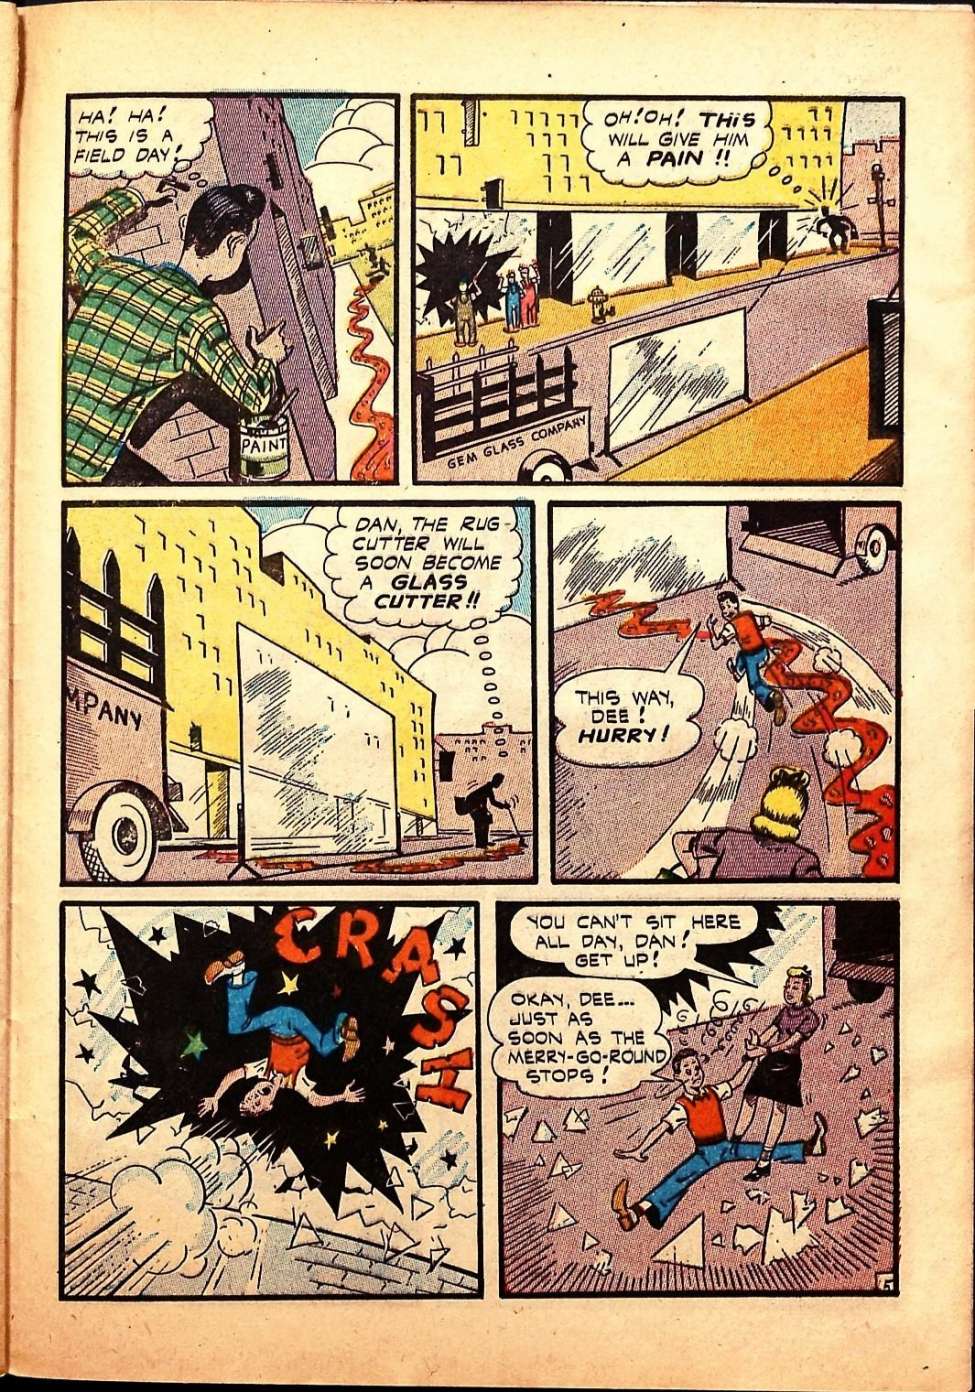 HA! HA!
THIS IS A
FIELD DAY!
PAINT
OH! OH! THIS
WILL GIVE HIM
A PAIN!!
GEM GLASS COMPANY
DAN, THE RUG-
CUTTER WILL
SOON BECOME
A GLASS
CUTTER!!
MPANY
THIS WAY,
DEE!
HURRY!
CRASH
YOU CAN'T SIT HERE
ALL DAY, DAN!
GET UP!
OKAY, DEE...
JUST AS
SOON AS THE
MERRY-GO-ROUND
STOPS!
5